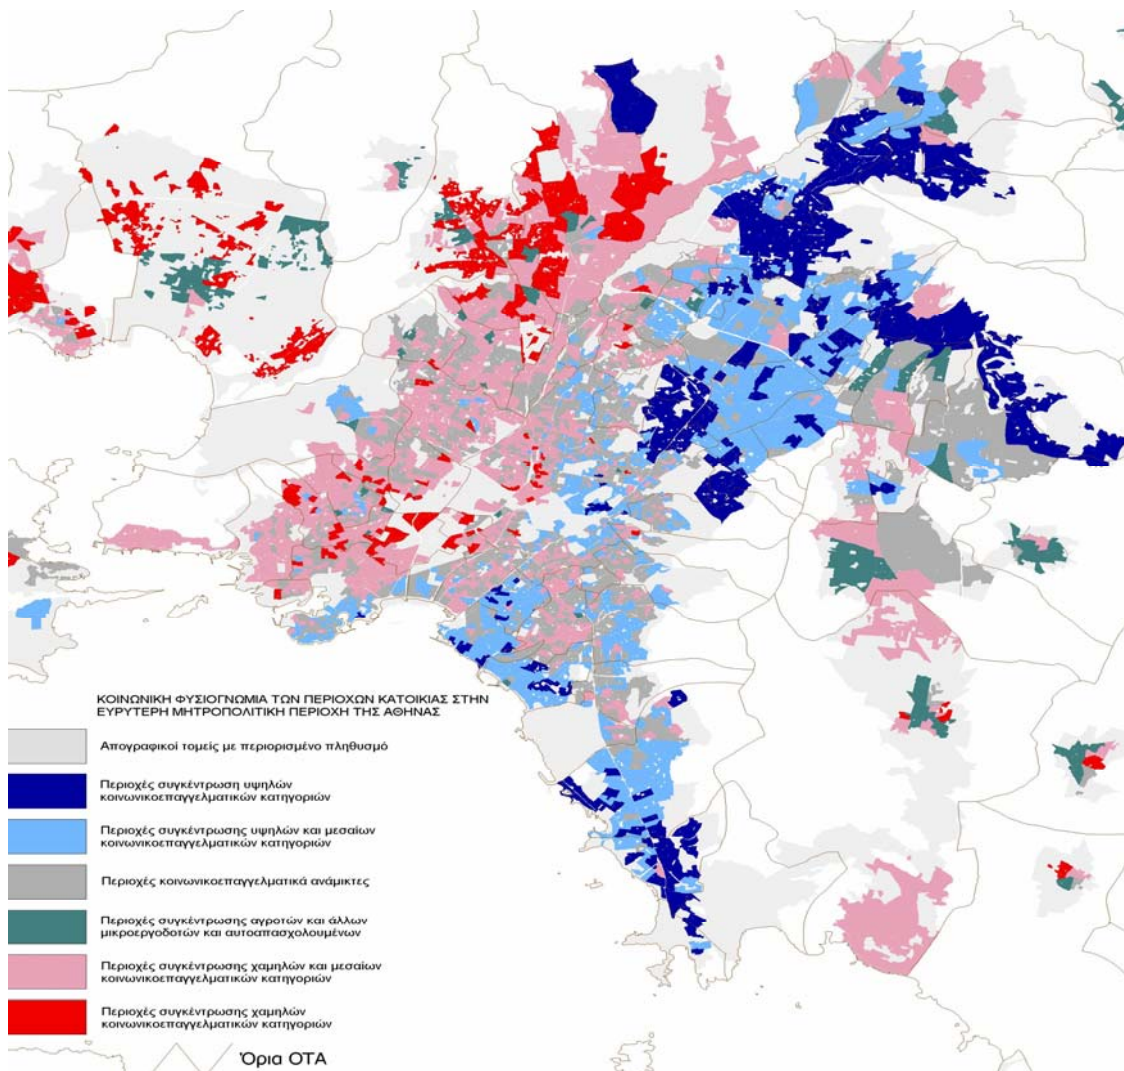 ΚΟΙΝΩΝΙΚΗ ΦΥΣΙΟΓΝΩΜΙΑ ΤΩΝ ΠΕΡΙΟΧΩΝ ΚΑΤΟΙΚΙΑΣ ΣΤΗΝ
ΕΥΡΥΤΕΡΗ ΜΗΤΡΟΠΟΛΙΤΙΚΗ ΠΕΡΙΟΧΗ ΤΗΣ ΑΘΗΝΑΣ
Απογραφικοί τομείς με περιορισμένο πληθυσμό
Περιοχές συγκέντρωση υψηλών
κοινωνικοεπαγγελματικών κατηγοριών
Περιοχές συγκέντρωσης υψηλών και μεσαίων
κοινωνικοεπαγγελματικών κατηγοριών
Περιοχές κοινωνικοεπαγγελματικά ανάμικτες
Περιοχές συγκέντρωσης αγροτών και άλλων
μικροεργοδοτών και αυτοαπασχολουμένων
Περιοχές συγκέντρωσης χαμηλών και μεσαίων
κοινωνικοεπαγγελματικών κατηγοριών
Περιοχές συγκέντρωσης χαμηλών
κοινωνικοεπαγγελματικών κατηγοριών
Όρια ΟΤΑ